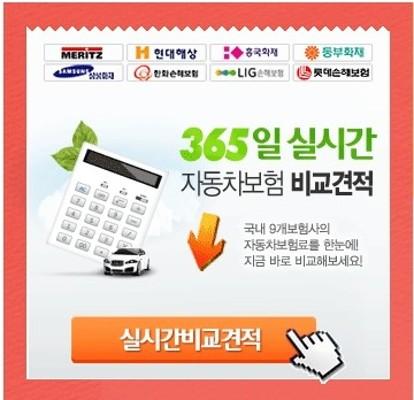 MERITZ 현대해상 흥국화재 동부화재
SAMSUNG 삼성화재 한화손해보험 LIG손해보험 롯데손해보험
365일 실시간
자동차보험 비교견적
국내 9개보험사의
자동차보험료를 한눈에!
지금 바로 비교해보세요!
실시간비교견적